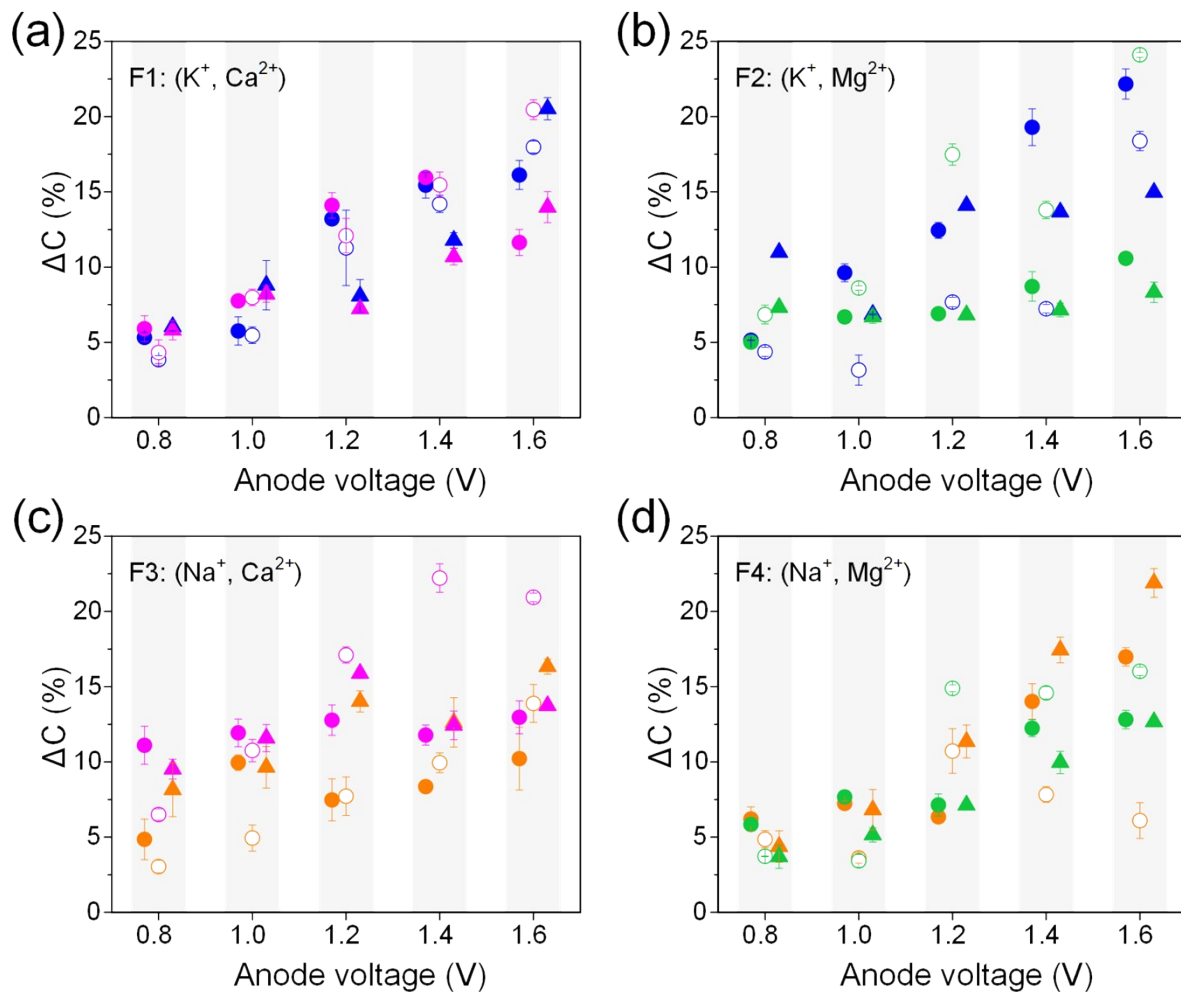 (a)
F1: (K⁺, Ca²⁺)
ΔC (%)
25
20
15
10
5
0
0.8 1.0 1.2 1.4 1.6
Anode voltage (V)
(b)
F2: (K⁺, Mg²⁺)
ΔC (%)
25
20
15
10
5
0
0.8 1.0 1.2 1.4 1.6
Anode voltage (V)
(c)
F3: (Na⁺, Ca²⁺)
ΔC (%)
25
20
15
10
5
0
0.8 1.0 1.2 1.4 1.6
Anode voltage (V)
(d)
F4: (Na⁺, Mg²⁺)
ΔC (%)
25
20
15
10
5
0
0.8 1.0 1.2 1.4 1.6
Anode voltage (V)